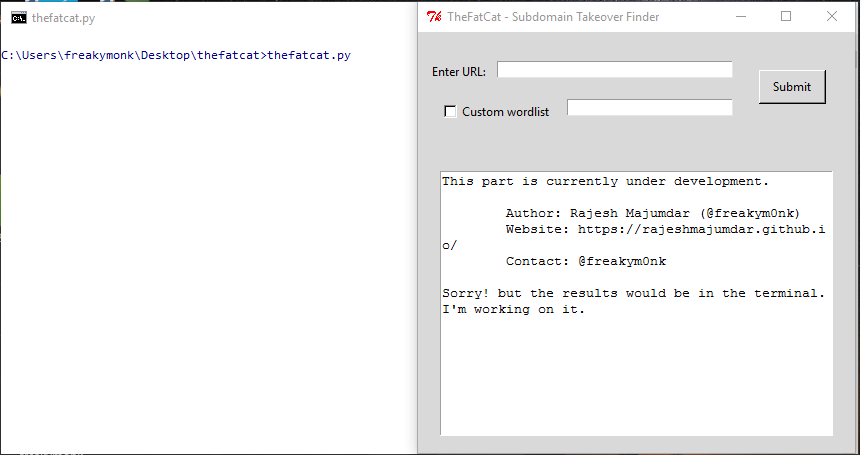 thefatcat.py
C:\Users\freakymonk\Desktop\thefatcat>thefatcat.py
TheFatCat - Subdomain Takeover Finder
Enter URL:
Submit
Custom wordlist
This part is currently under development.
Author: Rajesh Majumdar (@freakym0nk)
Website: https://rajeshmajumdar.github.i
o/
Contact: @freakym0nk
Sorry! but the results would be in the terminal.
I'm working on it.